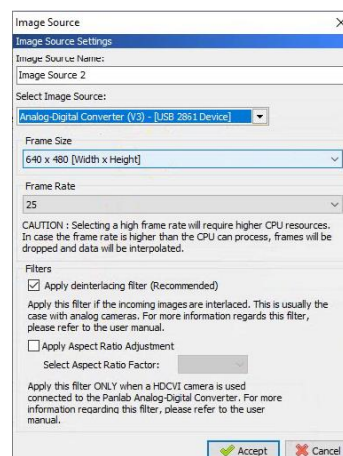 Image Source
Image Source Settings
Image Source Name:
Image Source 2
Select Image Source:
Analog-Digital Converter (V3) - [USB 2861 Device]
Frame Size
640 x 480 [Width x Height]
Frame Rate
25
CAUTION : Selecting a high frame rate will require higher CPU resources.
In case the frame rate is higher than the CPU can process, frames will be
dropped and data will be interpolated.
Filters
Apply deinterlacing filter (Recommended)
Apply this filter if the incoming images are interlaced. This is usually the
case with analog cameras. For more information regards this filter,
please refer to the user manual.
Apply Aspect Ratio Adjustment
Select Aspect Ratio Factor:
Apply this filter ONLY when a HDCVI camera is used
connected to the Panlab Analog-Digital Converter. For more
information regarding this filter, please refer to the user
manual.
Accept
Cancel